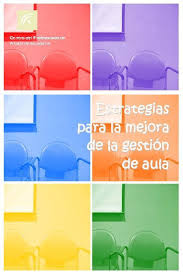 Estrategias
para la mejora
de la gestión
de aula